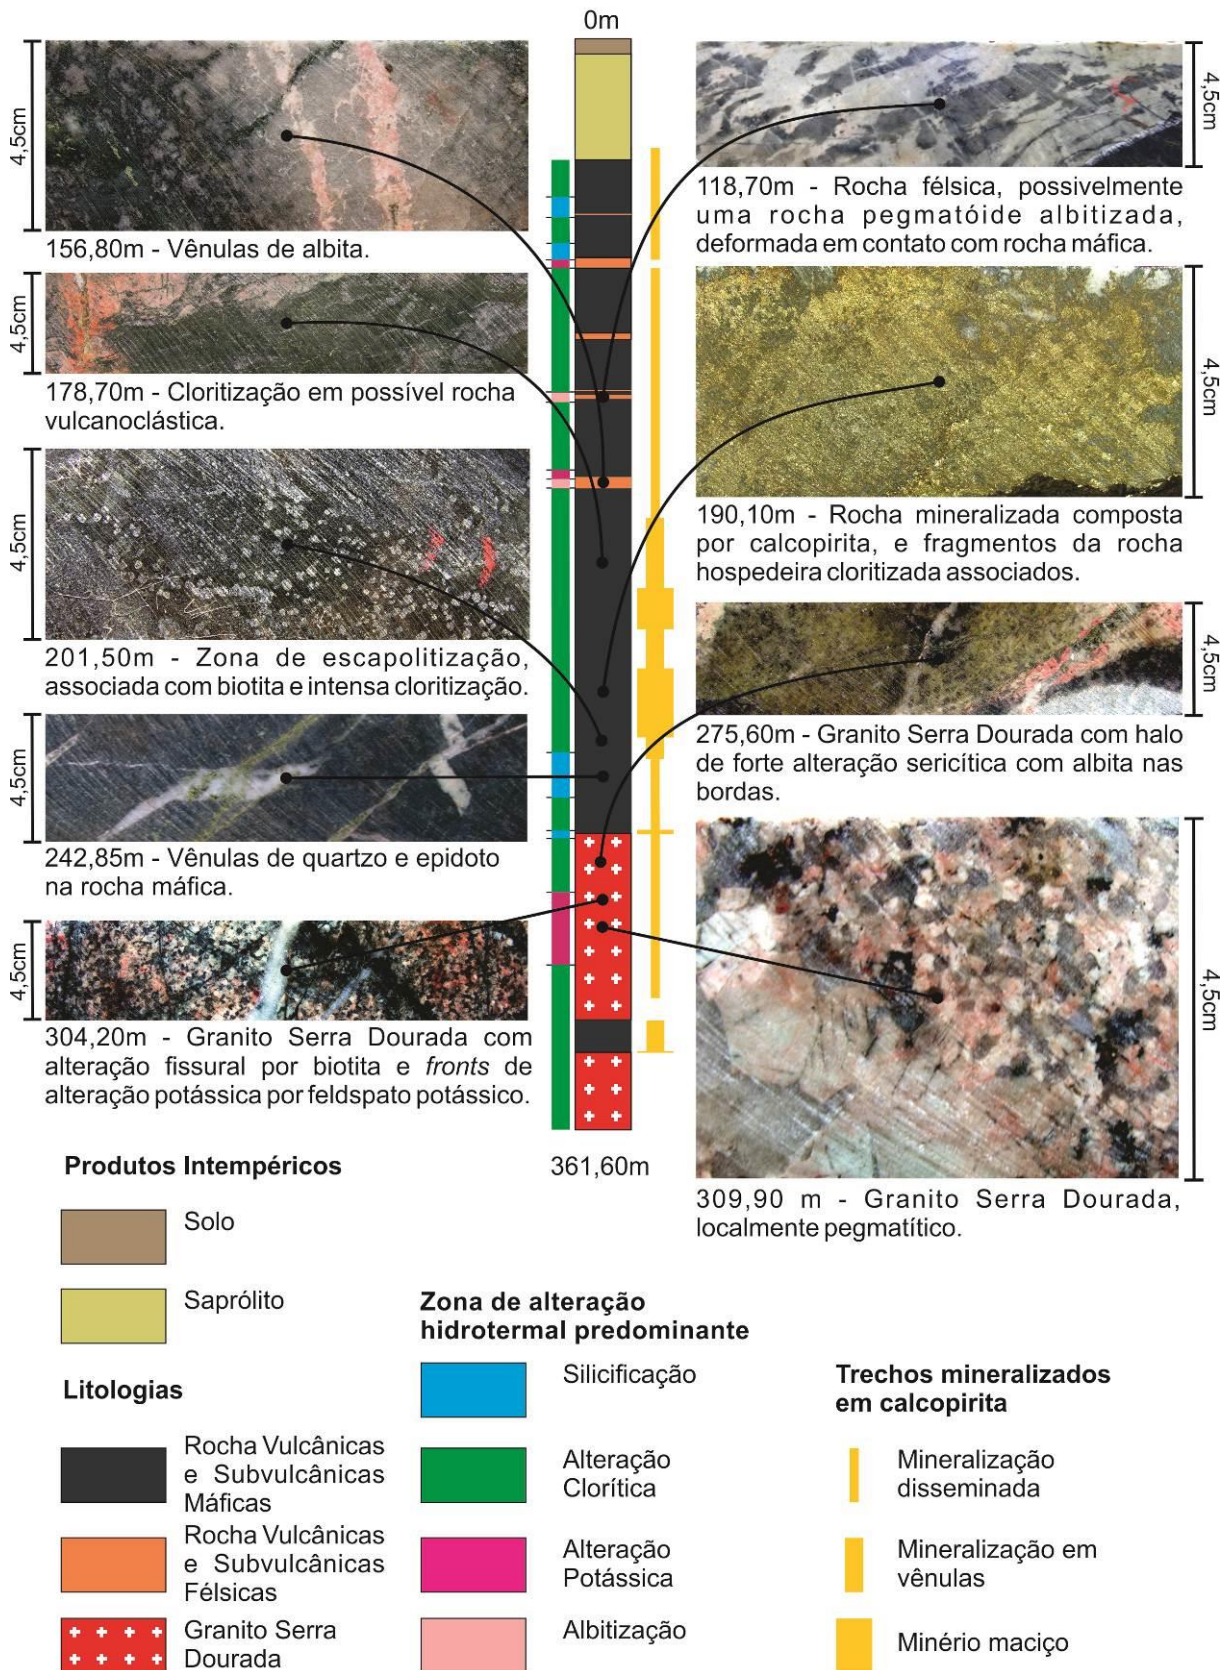 0m
4,5cm
156,80m - Vênulas de albita.
4,5cm
178,70m - Cloritização em possível rocha
vulcanoclástica.
4,5cm
201,50m - Zona de escapolitização,
associada com biotita e intensa cloritização.
4,5cm
242,85m - Vênulas de quartzo e epidoto
na rocha máfica.
4,5cm
304,20m - Granito Serra Dourada com
alteração fissural por biotita e fronts de
alteração potássica por feldspato potássico.
4,5cm
118,70m - Rocha félsica, possivelmente
uma rocha pegmatóide albitizada,
deformada em contato com rocha máfica.
4,5cm
190,10m - Rocha mineralizada composta
por calcopirita, e fragmentos da rocha
hospedeira cloritizada associados.
4,5cm
275,60m - Granito Serra Dourada com halo
de forte alteração sericítica com albita nas
bordas.
4,5cm
309,90 m - Granito Serra Dourada,
localmente pegmatítico.
361,60m
Produtos Intempéricos
Solo
Saprólito
Litologias
Rocha Vulcânicas
e Subvulcânicas
Máficas
Rocha Vulcânicas
e Subvulcânicas
Félsicas
Granito Serra
Dourada
Zona de alteração
hidrotermal predominante
Silicificação
Alteração
Clorítica
Alteração
Potássica
Albitização
Trechos mineralizados
em calcopirita
Mineralização
disseminada
Mineralização em
vênulas
Minério maciço